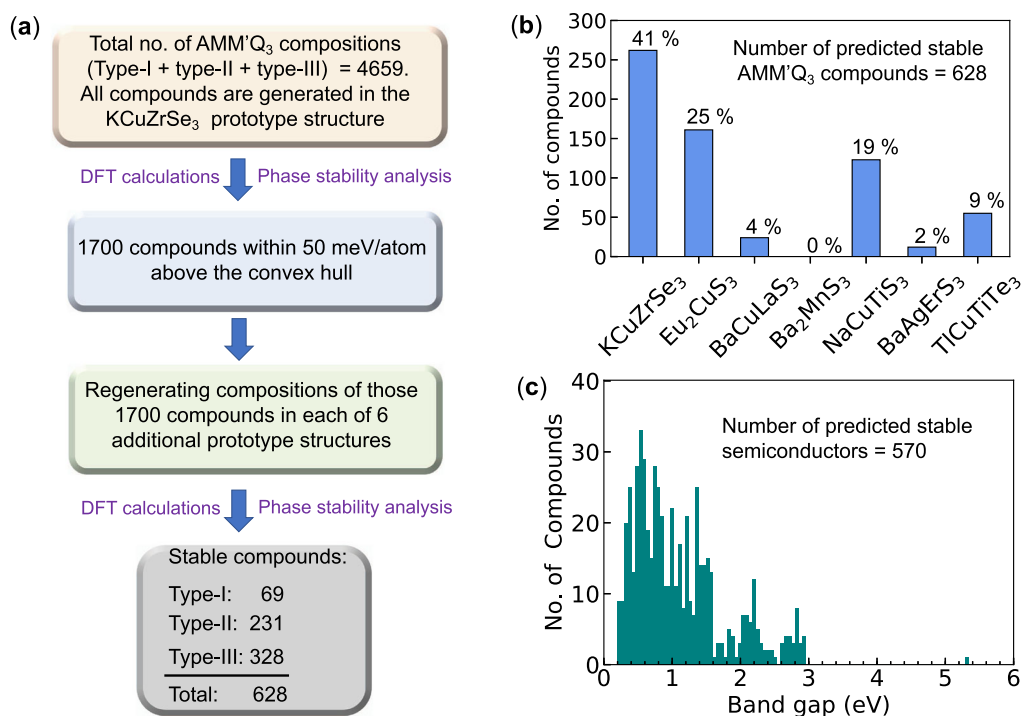 (a)
Total no. of AMM'Q₃ compositions
(Type-I + type-II + type-III) = 4659.
All compounds are generated in the
KCuZrSe₃ prototype structure
DFT calculations Phase stability analysis
1700 compounds within 50 meV/atom
above the convex hull
Regenerating compositions of those
1700 compounds in each of 6
additional prototype structures
DFT calculations Phase stability analysis
Stable compounds:
Type-I: 69
Type-II: 231
Type-III: 328
Total: 628
(b)
No. of compounds
300
250
200
150
100
50
0
41 %
25 %
4 %
0 %
19 %
2 %
9 %
Number of predicted stable
AMM'Q₃ compounds = 628
KCuZrSe₃
Eu₂CuS₃
BaCuLaS₃
Ba₂MnS₃
NaCuTiS₃
BaAgErS₃
TlCuTiTe₃
(c)
No. of Compounds
40
30
20
10
0
Number of predicted stable
semiconductors = 570
0 1 2 3 4 5 6
Band gap (eV)